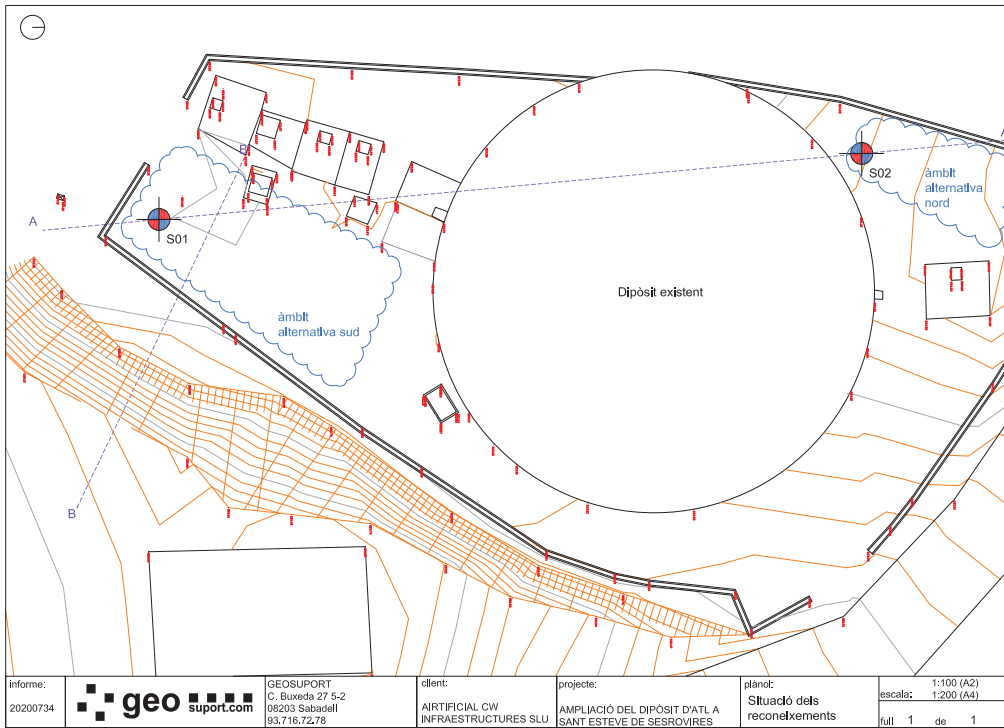 A
B'
S01
S02
àmbit
alternativa
nord
A
àmbit
alternativa sud
Dipòsit existent
B
informe:
20200734
geo suport.com
GEOSUPORT
C. Buxeda 27 5-2
08203 Sabadell
93.716.72.78
client:
AIRTIFICIAL CW
INFRAESTRUCTURES SLU
projecte:
AMPLIACIÓ DEL DIPÒSIT D'ATL A
SANT ESTEVE DE SESROVIRES
plànol:
Situació dels
reconeixements
escala:
1:100 (A2)
1:200 (A4)
full 1 de 1